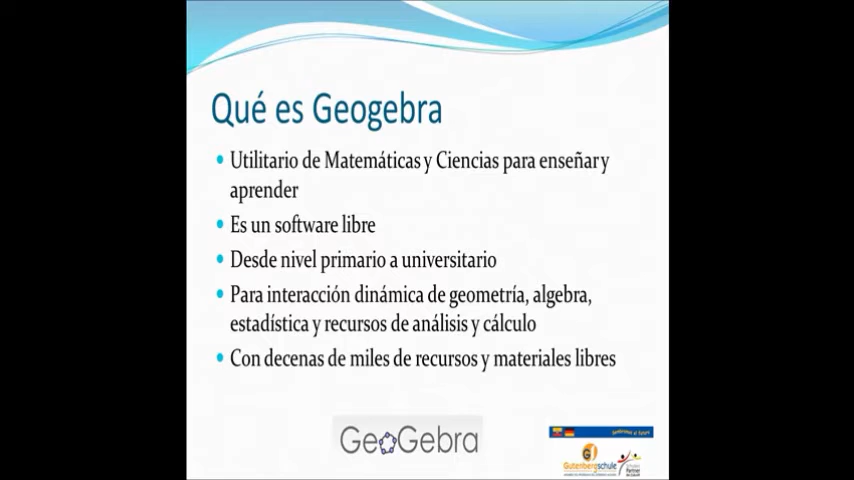 Qué es Geogebra
Utilitario de Matemáticas y Ciencias para enseñar y
aprender
Es un software libre
Desde nivel primario a universitario
Para interacción dinámica de geometría, algebra,
estadística y recursos de análisis y cálculo
Con decenas de miles de recursos y materiales libres
GeoGebra
Gutenbergschule